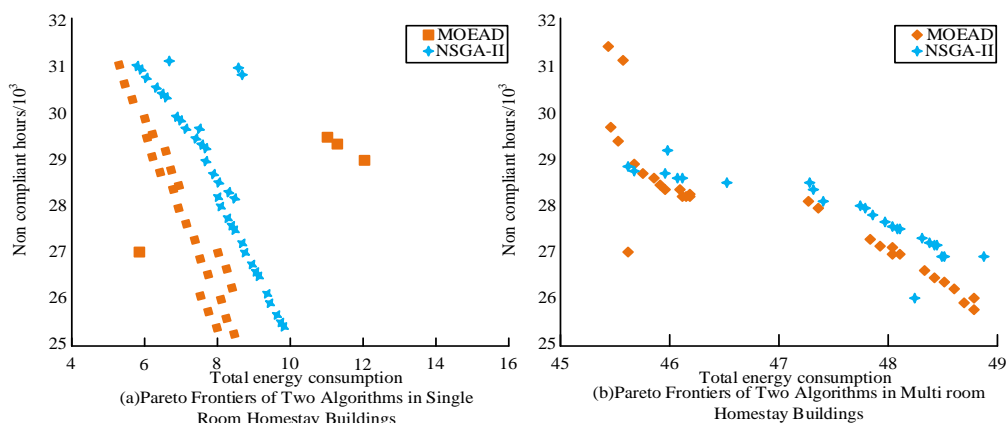 32
31
30
29
28
27
26
25
Non compliant hours/10³
MOEAD
NSGA-II
4 6 8 10 12 14 16
Total energy consumption
(a)Pareto Frontiers of Two Algorithms in Single
Room Homestay Buildings
32
31
30
29
28
27
26
25
Non compliant hours/10³
MOEAD
NSGA-II
45 46 47 48 49
Total energy consumption
(b)Pareto Frontiers of Two Algorithms in Multi room
Homestay Buildings